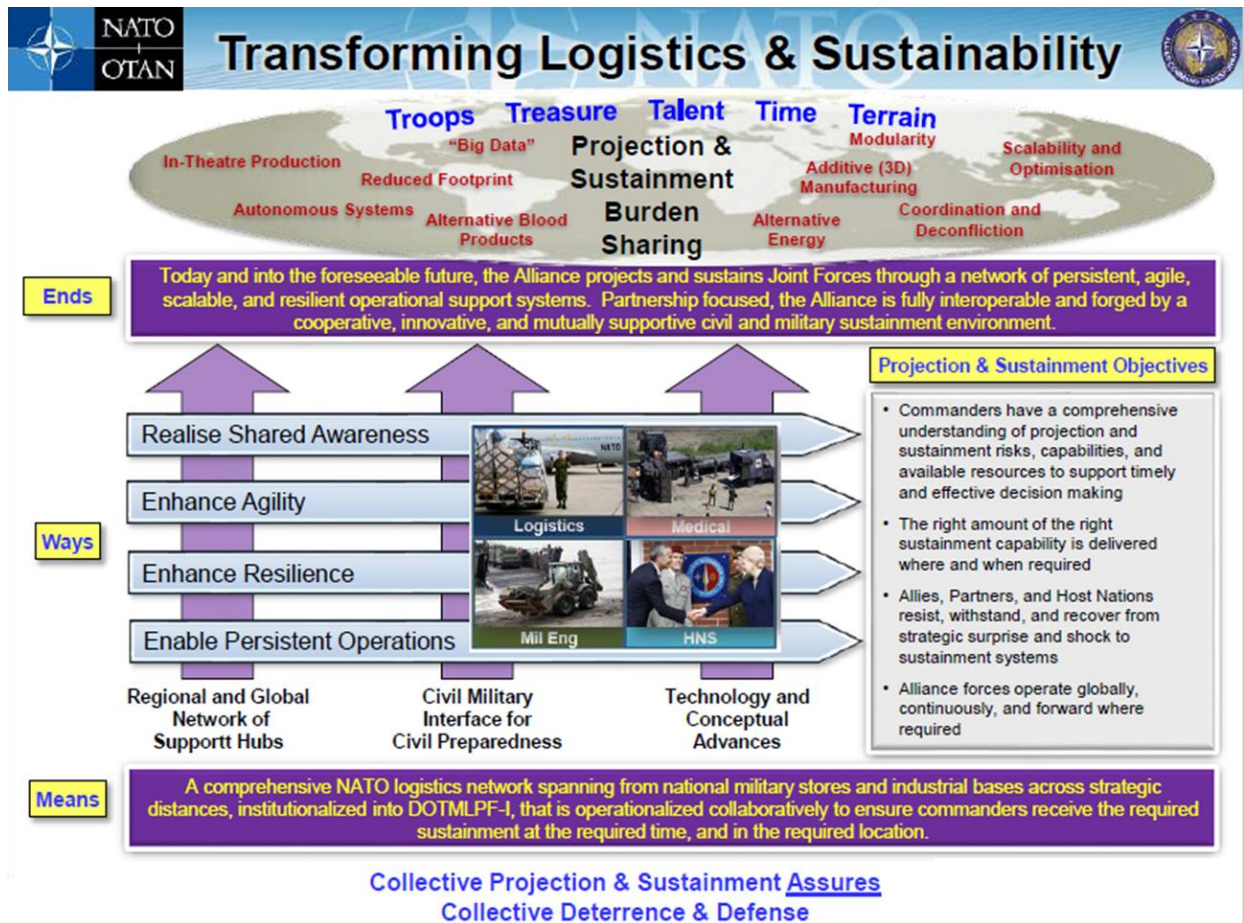 NATO
OTAN
Transforming Logistics & Sustainability
Troops Treasure Talent Time Terrain
In-Theatre Production
"Big Data"
Reduced Footprint
Autonomous Systems
Alternative Blood
Products
Projection &
Sustainment
Burden
Sharing
Modularity
Additive (3D)
Manufacturing
Scalability and
Optimisation
Alternative
Energy
Coordination and
Deconfliction
Ends
Today and into the foreseeable future, the Alliance projects and sustains Joint Forces through a network of persistent, agile,
scalable, and resilient operational support systems. Partnership focused, the Alliance is fully interoperable and forged by a
cooperative, innovative, and mutually supportive civil and military sustainment environment.
Ways
Realise Shared Awareness
Enhance Agility
Enhance Resilience
Enable Persistent Operations
NATO
Logistics
Medical
Mil Eng
HNS
Regional and Global
Network of
Supportt Hubs
Civil Military
Interface for
Civil Preparedness
Technology and
Conceptual
Advances
Projection & Sustainment Objectives
• Commanders have a comprehensive
understanding of projection and
sustainment risks, capabilities, and
available resources to support timely
and effective decision making
• The right amount of the right
sustainment capability is delivered
where and when required
• Allies, Partners, and Host Nations
resist, withstand, and recover from
strategic surprise and shock to
sustainment systems
• Alliance forces operate globally,
continuously, and forward where
required
Means
A comprehensive NATO logistics network spanning from national military stores and industrial bases across strategic
distances, institutionalized into DOTMLPF-I, that is operationalized collaboratively to ensure commanders receive the required
sustainment at the required time, and in the required location.
Collective Projection & Sustainment Assures
Collective Deterrence & Defense